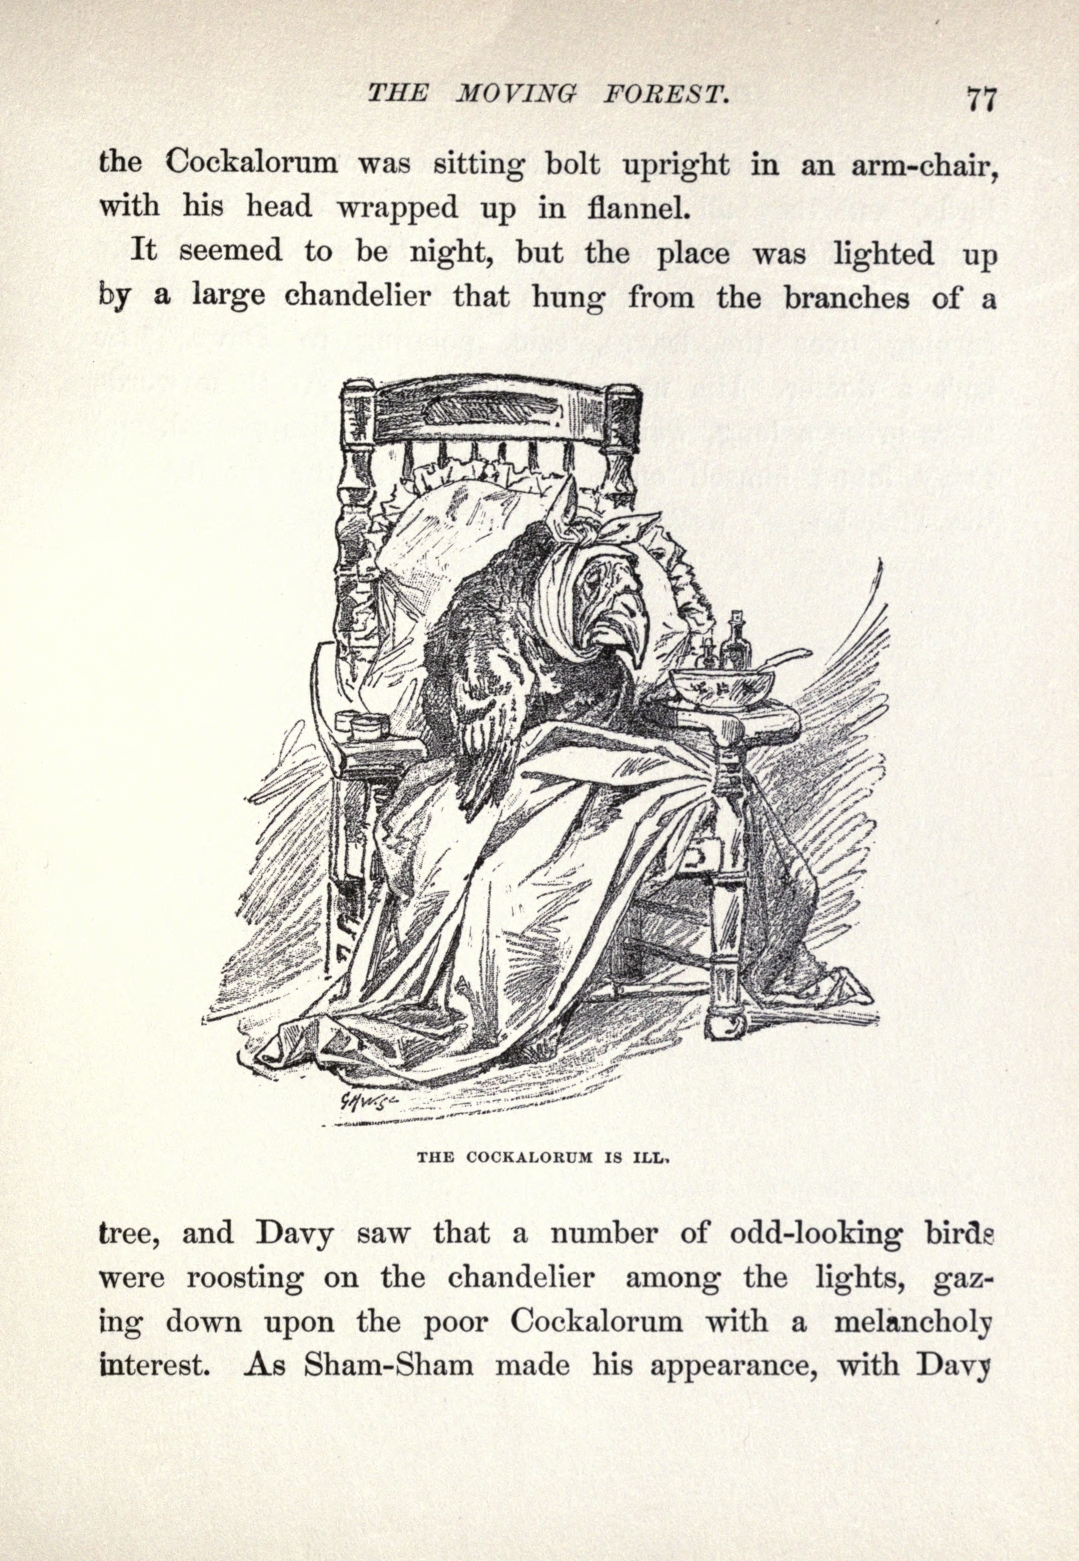 THE MOVING FOREST. 77
the Cockalorum was sitting bolt upright in an arm-chair,
with his head wrapped up in flannel.
It seemed to be night, but the place was lighted up
by a large chandelier that hung from the branches of a
THE COCKALORUM IS ILL.
tree, and Davy saw that a number of odd-looking birds
were roosting on the chandelier among the lights, gaz-
ing down upon the poor Cockalorum with a melancholy
interest. As Sham-Sham made his appearance, with Davy